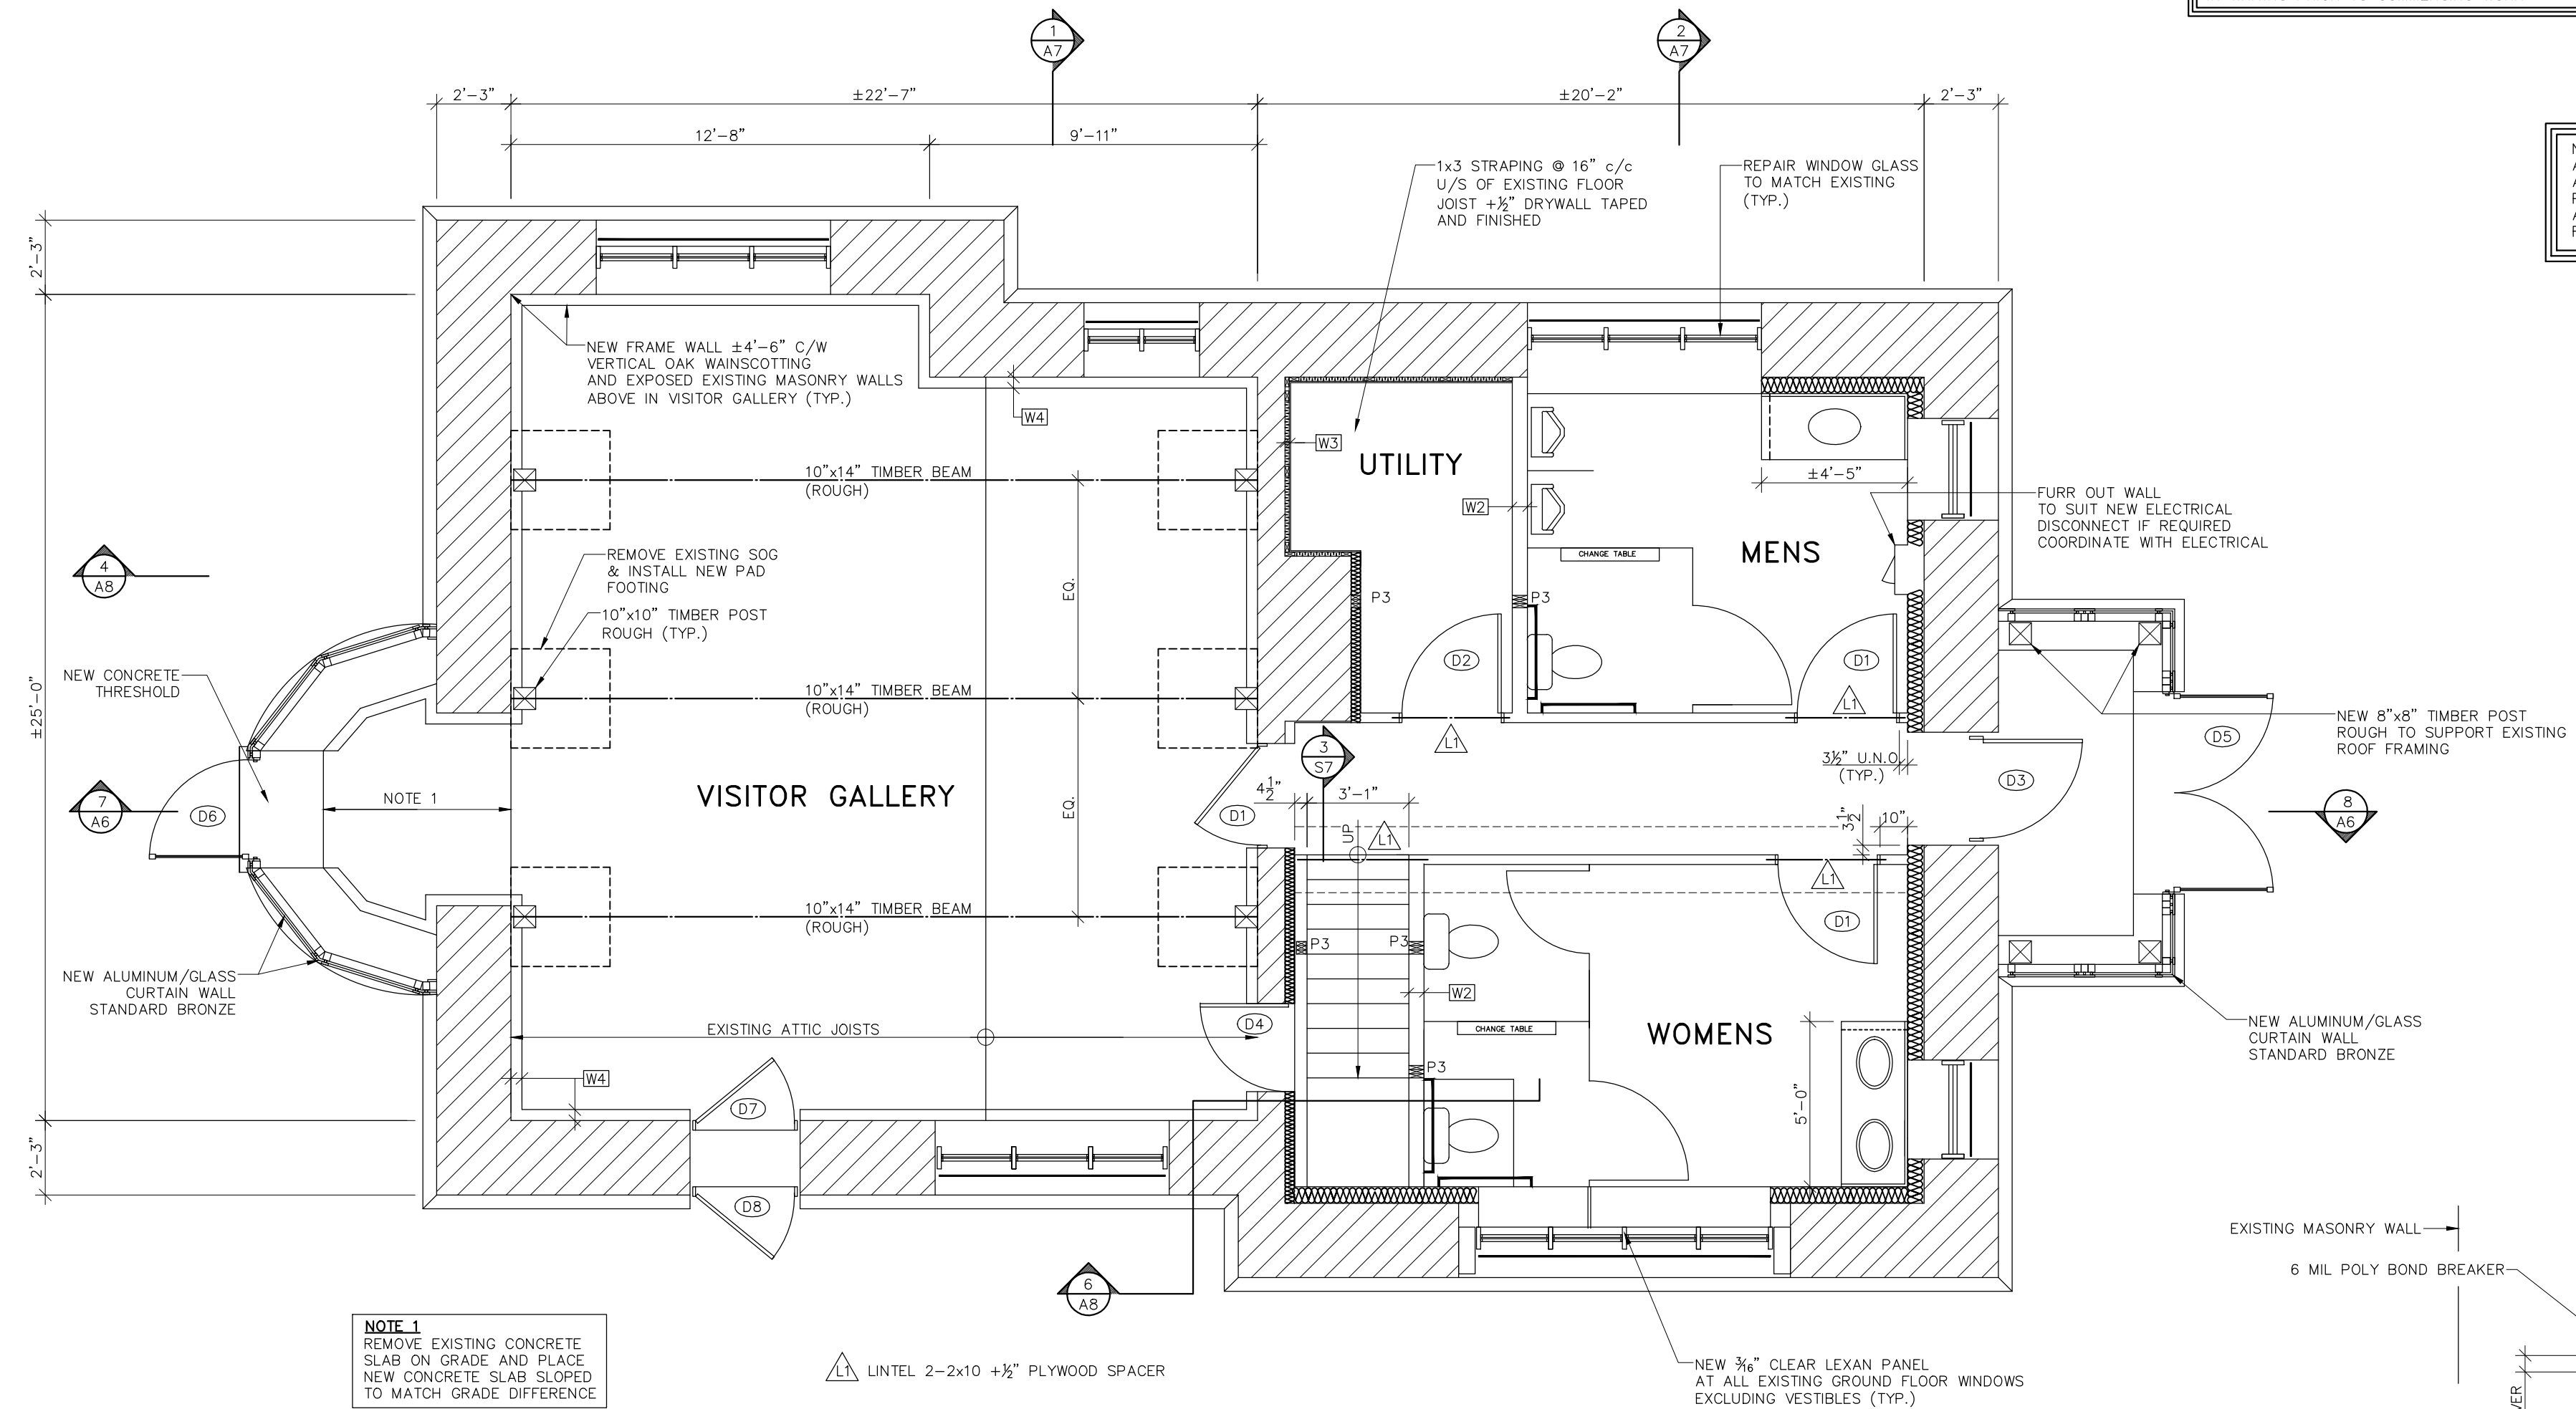 1
A7
2
A7
2'-3"
±22'-7"
±20'-2"
2'-3"
12'-8"
9'-11"
1x3 STRAPING @ 16" c/c
U/S OF EXISTING FLOOR
JOIST +½" DRYWALL TAPED
AND FINISHED
REPAIR WINDOW GLASS
TO MATCH EXISTING
(TYP.)
2'-3"
NEW FRAME WALL ±4'-6" C/W
VERTICAL OAK WAINSCOTTING
AND EXPOSED EXISTING MASONRY WALLS
ABOVE IN VISITOR GALLERY (TYP.)
W4
W3
UTILITY
±4'-5"
10"x14" TIMBER BEAM
(ROUGH)
W2
FURR OUT WALL
TO SUIT NEW ELECTRICAL
DISCONNECT IF REQUIRED
COORDINATE WITH ELECTRICAL
CHANGE TABLE
MENS
4
A8
REMOVE EXISTING SOG
& INSTALL NEW PAD
FOOTING
EQ.
P3
P3
10"x10" TIMBER POST
ROUGH (TYP.)
D2
D1
NEW CONCRETE
THRESHOLD
±25'-0"
10"x14" TIMBER BEAM
(ROUGH)
L1
L1
NEW 8"x8" TIMBER POST
ROUGH TO SUPPORT EXISTING
ROOF FRAMING
D5
3
S7
3½" U.N.O.
(TYP.)
D3
VISITOR GALLERY
4½"
3'-1"
NOTE 1
7
A6
D6
EQ.
D1
UP
L1
3½"
10"
8
A6
L1
10"x14" TIMBER BEAM
(ROUGH)
D1
P3
P3
NEW ALUMINUM/GLASS
CURTAIN WALL
STANDARD BRONZE
W2
EXISTING ATTIC JOISTS
D4
CHANGE TABLE
WOMENS
NEW ALUMINUM/GLASS
CURTAIN WALL
STANDARD BRONZE
W4
P3
D7
5'-0"
2'-3"
D8
EXISTING MASONRY WALL
6 MIL POLY BOND BREAKER
6
A8
NOTE 1
REMOVE EXISTING CONCRETE
SLAB ON GRADE AND PLACE
NEW CONCRETE SLAB SLOPED
TO MATCH GRADE DIFFERENCE
L1 LINTEL 2-2x10 +½" PLYWOOD SPACER
NEW 3⁄16" CLEAR LEXAN PANEL
AT ALL EXISTING GROUND FLOOR WINDOWS
EXCLUDING VESTIBLES (TYP.)